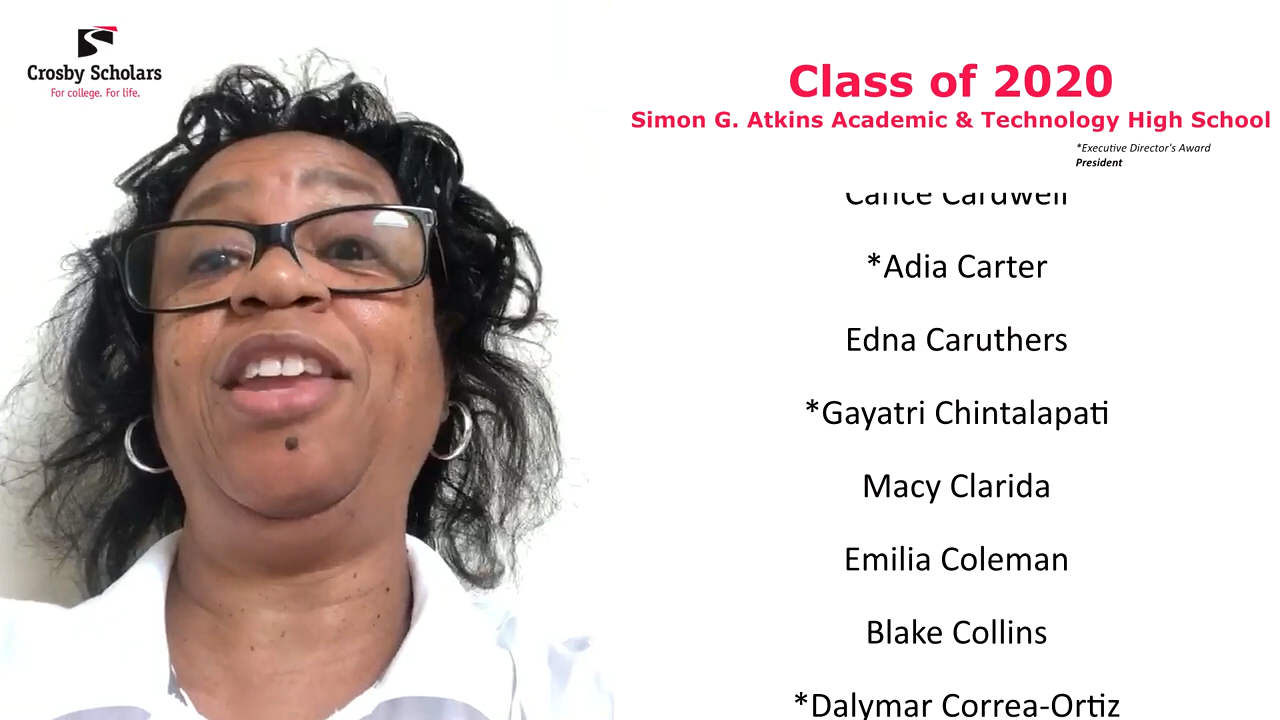 Crosby Scholars
For college. For life.
Class of 2020
Simon G. Atkins Academic & Technology High School
*Executive Director's Award
President
Cardwell
*Adia Carter
Edna Caruthers
*Gayatri Chintalapati
Macy Clarida
Emilia Coleman
Blake Collins
*Dalymar Correa-Ortiz